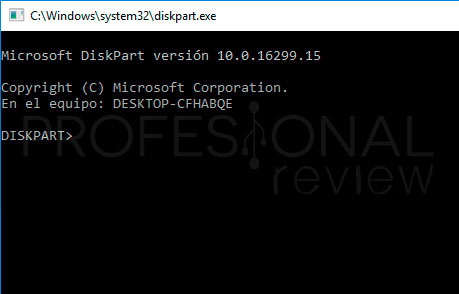 C:\Windows\system32\diskpart.exe
Microsoft DiskPart versión 10.0.16299.15
Copyright (C) Microsoft Corporation.
En el equipo: DESKTOP-CFHABQE
DISKPART>
PROFESIONAL
review